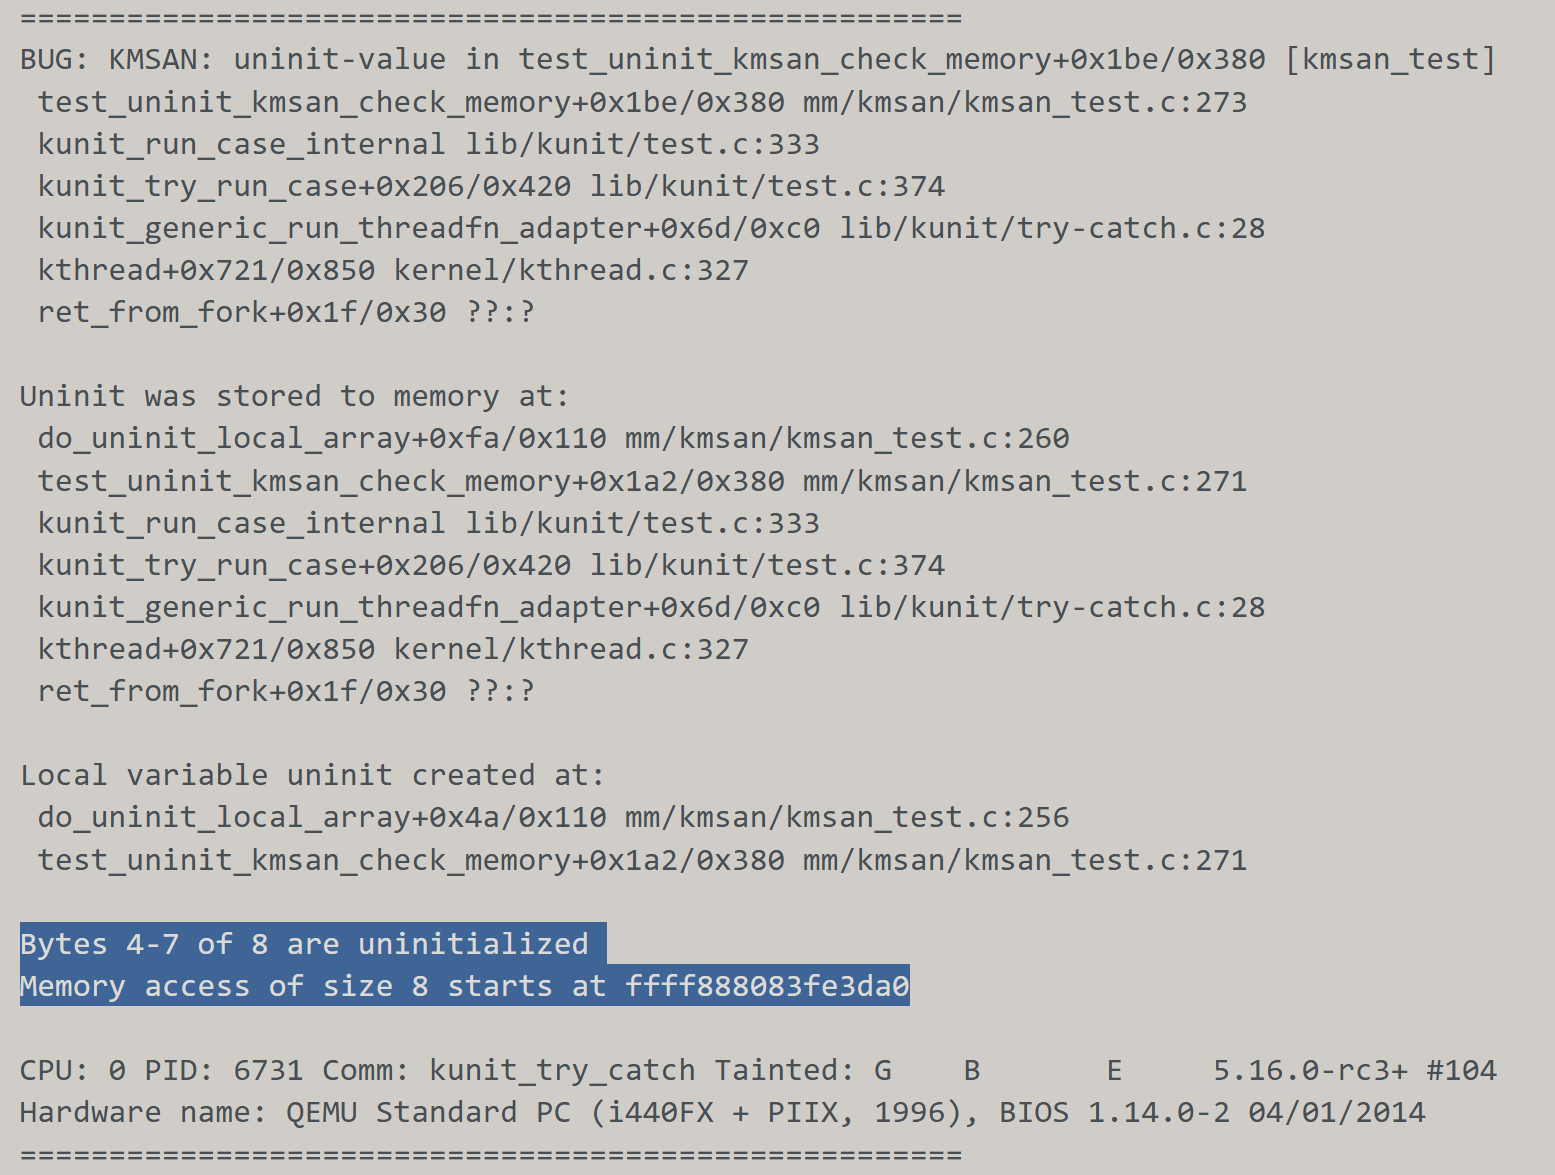 =====================================================
BUG: KMSAN: uninit-value in test_uninit_kmsan_check_memory+0x1be/0x380 [kmsan_test]
 test_uninit_kmsan_check_memory+0x1be/0x380 mm/kmsan/kmsan_test.c:273
 kunit_run_case_internal lib/kunit/test.c:333
 kunit_try_run_case+0x206/0x420 lib/kunit/test.c:374
 kunit_generic_run_threadfn_adapter+0x6d/0xc0 lib/kunit/try-catch.c:28
 kthread+0x721/0x850 kernel/kthread.c:327
 ret_from_fork+0x1f/0x30 ??:?

Uninit was stored to memory at:
 do_uninit_local_array+0xfa/0x110 mm/kmsan/kmsan_test.c:260
 test_uninit_kmsan_check_memory+0x1a2/0x380 mm/kmsan/kmsan_test.c:271
 kunit_run_case_internal lib/kunit/test.c:333
 kunit_try_run_case+0x206/0x420 lib/kunit/test.c:374
 kunit_generic_run_threadfn_adapter+0x6d/0xc0 lib/kunit/try-catch.c:28
 kthread+0x721/0x850 kernel/kthread.c:327
 ret_from_fork+0x1f/0x30 ??:?

Local variable uninit created at:
 do_uninit_local_array+0x4a/0x110 mm/kmsan/kmsan_test.c:256
 test_uninit_kmsan_check_memory+0x1a2/0x380 mm/kmsan/kmsan_test.c:271

Bytes 4-7 of 8 are uninitialized
Memory access of size 8 starts at ffff888083fe3da0

CPU: 0 PID: 6731 Comm: kunit_try_catch Tainted: G    B       E     5.16.0-rc3+ #104
Hardware name: QEMU Standard PC (i440FX + PIIX, 1996), BIOS 1.14.0-2 04/01/2014
=====================================================